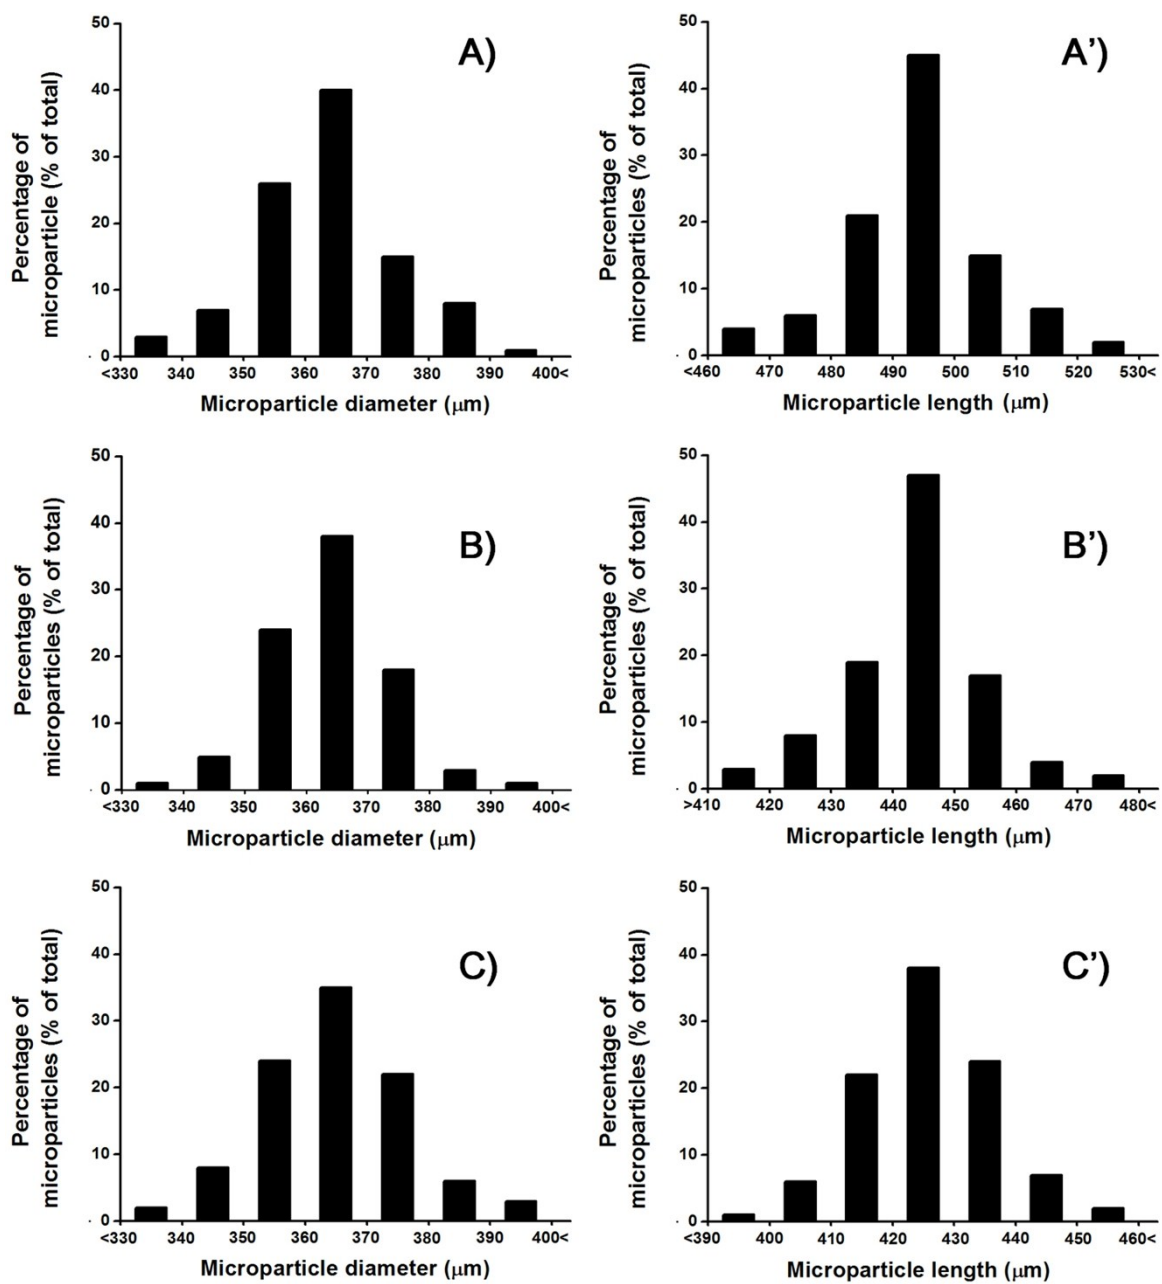 A)
Percentage of
microparticle (% of total)
50
40
30
20
10
0
<330 340 350 360 370 380 390 400<
Microparticle diameter (μm)
A’)
Percentage of
microparticles (% of total)
50
40
30
20
10
0
<460 470 480 490 500 510 520 530<
Microparticle length (μm)
B)
Percentage of
microparticles (% of total)
50
40
30
20
10
0
<330 340 350 360 370 380 390 400<
Microparticle diameter (μm)
B’)
Percentage of
microparticles (% of total)
50
40
30
20
10
0
>410 420 430 440 450 460 470 480<
Microparticle length (μm)
C)
Percentage of
microparticles (% of total)
50
40
30
20
10
0
<330 340 350 360 370 380 390 400<
Microparticle diameter (μm)
C’)
Percentage of
microparticles (% of total)
50
40
30
20
10
0
<390 400 410 420 430 440 450 460<
Microparticle length (μm)